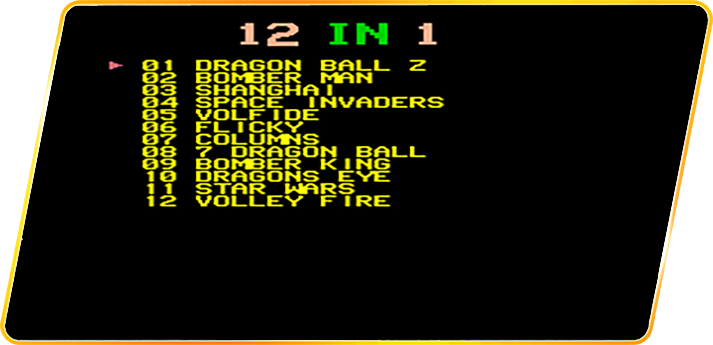 12 IN 1
01 DRAGON BALL Z
02 BOMBER MAN
03 SHANGHAI
04 SPACE INVADERS
05 VOLFIDE
06 FLICKY
07 COLUMNS
08 7 DRAGON BALL
09 BOMBER KING
10 DRAGONS EYE
11 STAR WARS
12 VOLLEY FIRE